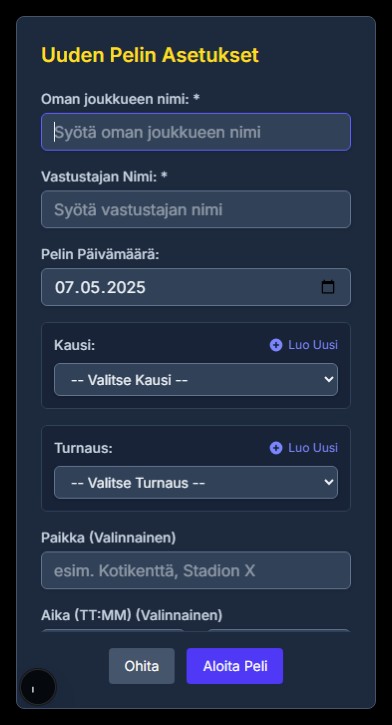 Uuden Pelin Asetukset
Oman joukkueen nimi: *
Syötä oman joukkueen nimi
Vastustajan Nimi: *
Syötä vastustajan nimi
Pelin Päivämäärä:
07.05.2025
Kausi:
Luo Uusi
-- Valitse Kausi --
Turnaus:
Luo Uusi
-- Valitse Turnaus --
Paikka (Valinnainen)
esim. Kotikenttä, Stadion X
Aika (TT:MM) (Valinnainen)
Ohita
Aloita Peli